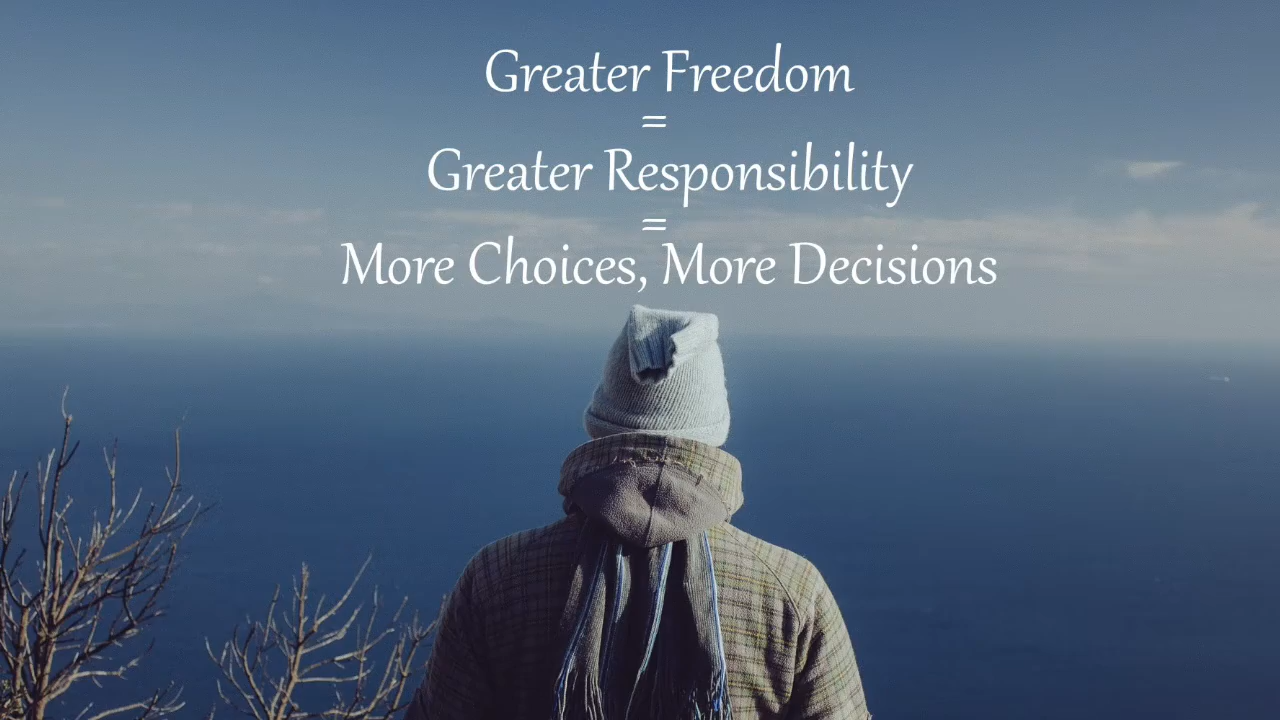 Greater Freedom
=
Greater Responsibility
=
More Choices, More Decisions